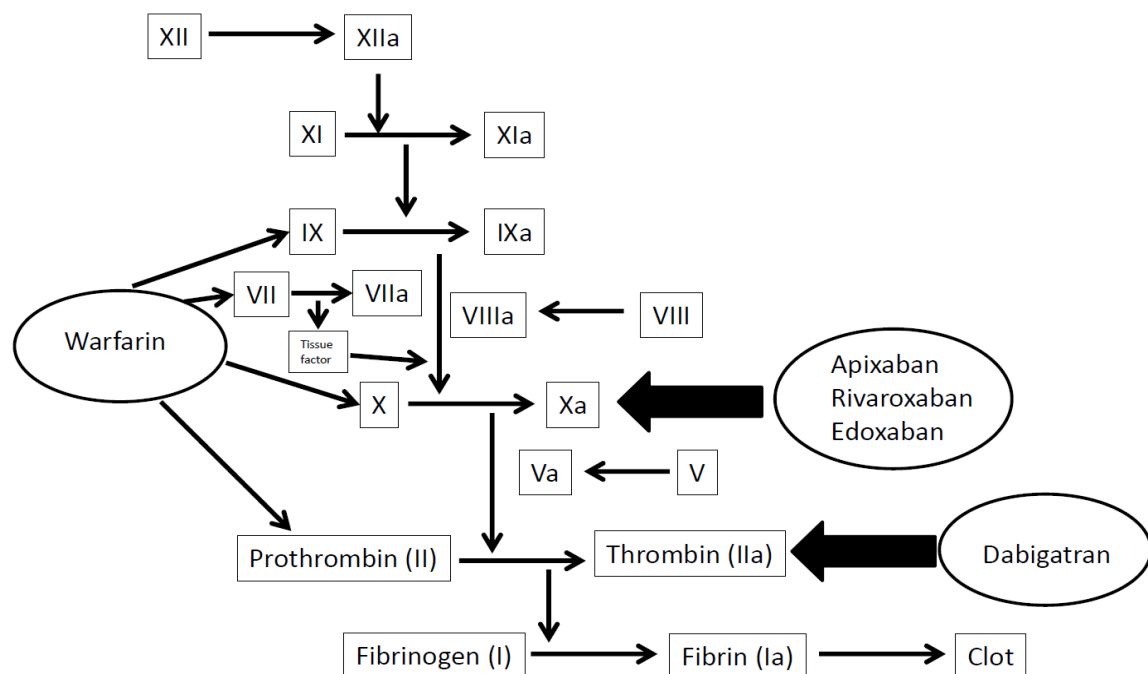 XII
XIIa
XI
XIa
IX
IXa
VII
VIIa
VIIIa
VIII
Warfarin
Tissue
factor
Apixaban
Rivaroxaban
Edoxaban
X
Xa
Va
V
Prothrombin (II)
Thrombin (IIa)
Dabigatran
Fibrinogen (I)
Fibrin (Ia)
Clot